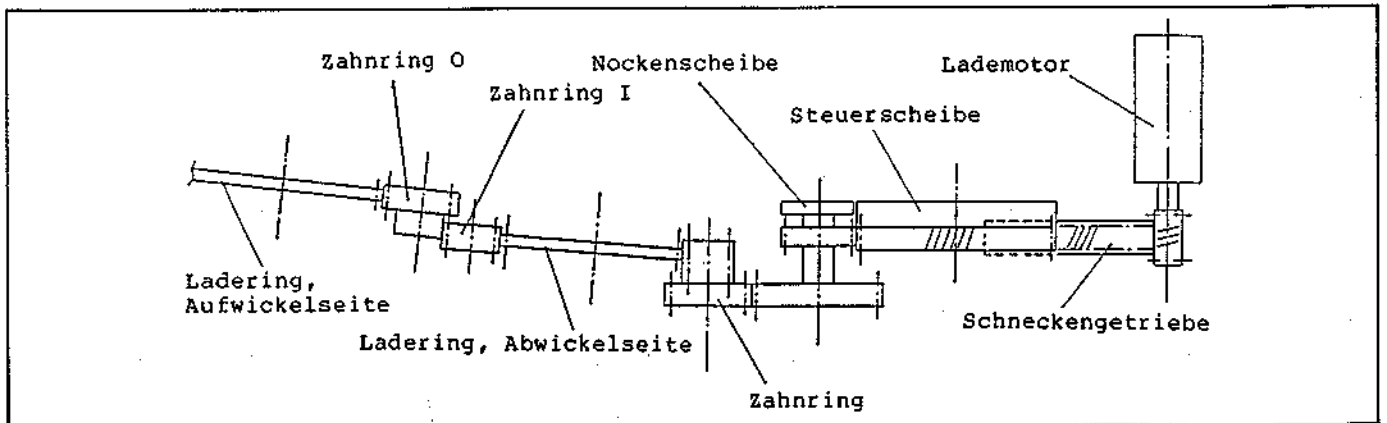 Zahnring O
Nockenscheibe
Lademotor
Zahnring I
Steuerscheibe
Ladering,
Aufwickelseite
Ladering, Abwickelseite
Schneckengetriebe
Zahnring